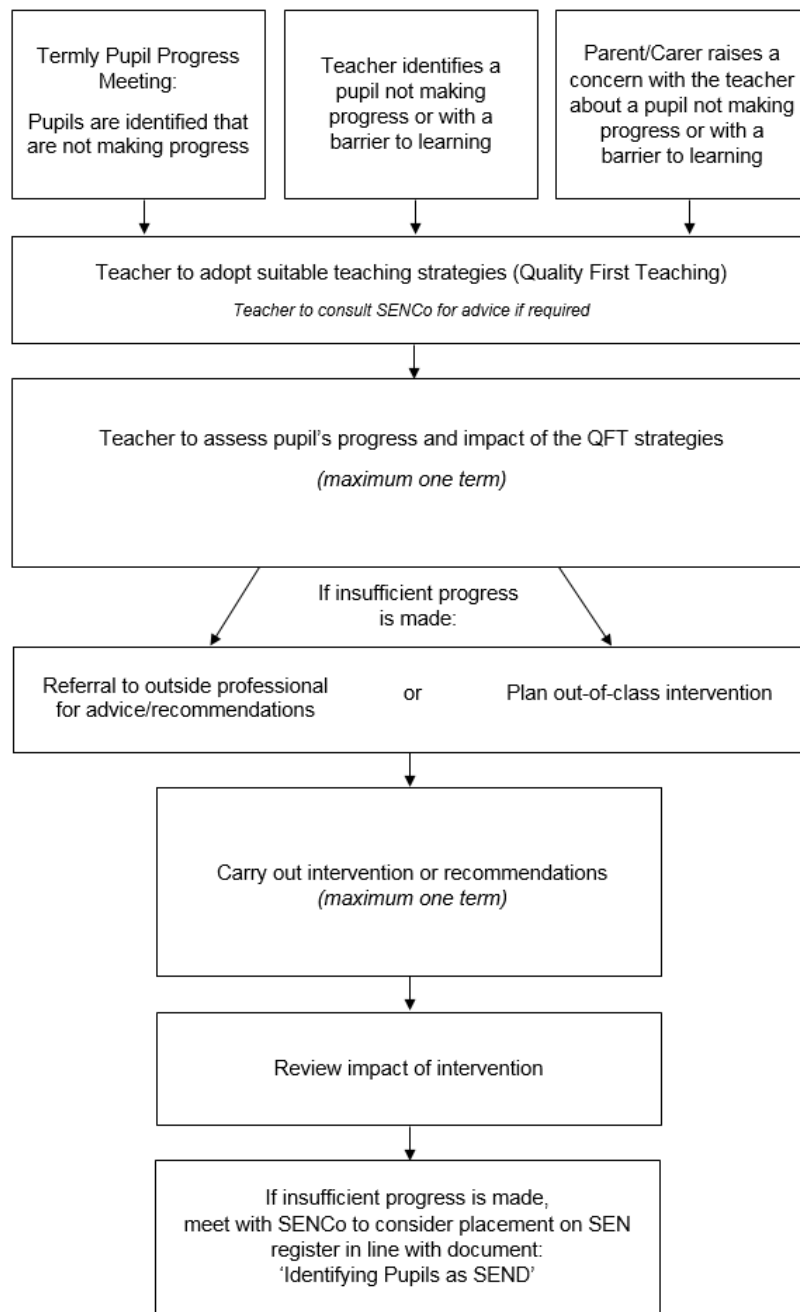 Termly Pupil Progress
Meeting:
Pupils are identified that
are not making progress
Teacher identifies a
pupil not making
progress or with a
barrier to learning
Parent/Carer raises a
concern with the teacher
about a pupil not making
progress or with a
barrier to learning
Teacher to adopt suitable teaching strategies (Quality First Teaching)
Teacher to consult SENCo for advice if required
Teacher to assess pupil’s progress and impact of the QFT strategies
(maximum one term)
If insufficient progress
is made:
Referral to outside professional
for advice/recommendations
or
Plan out-of-class intervention
Carry out intervention or recommendations
(maximum one term)
Review impact of intervention
If insufficient progress is made,
meet with SENCo to consider placement on SEN
register in line with document:
‘Identifying Pupils as SEND’